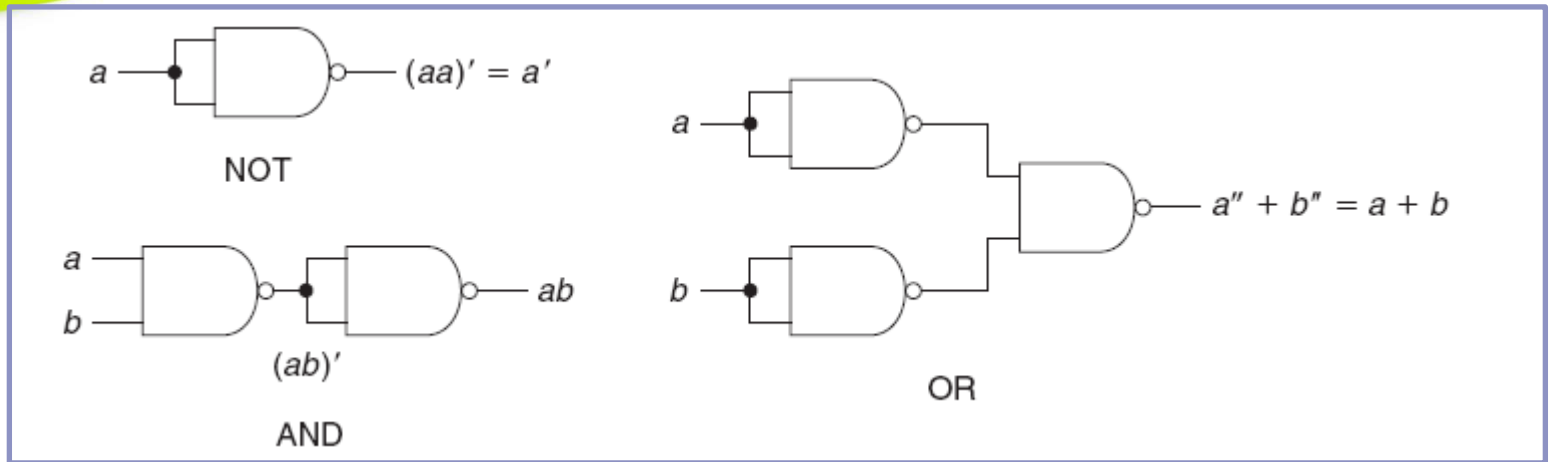 a
(aa)′ = a′
NOT
a
b
(ab)′
ab
AND
a
b
a″ + b″ = a + b
OR